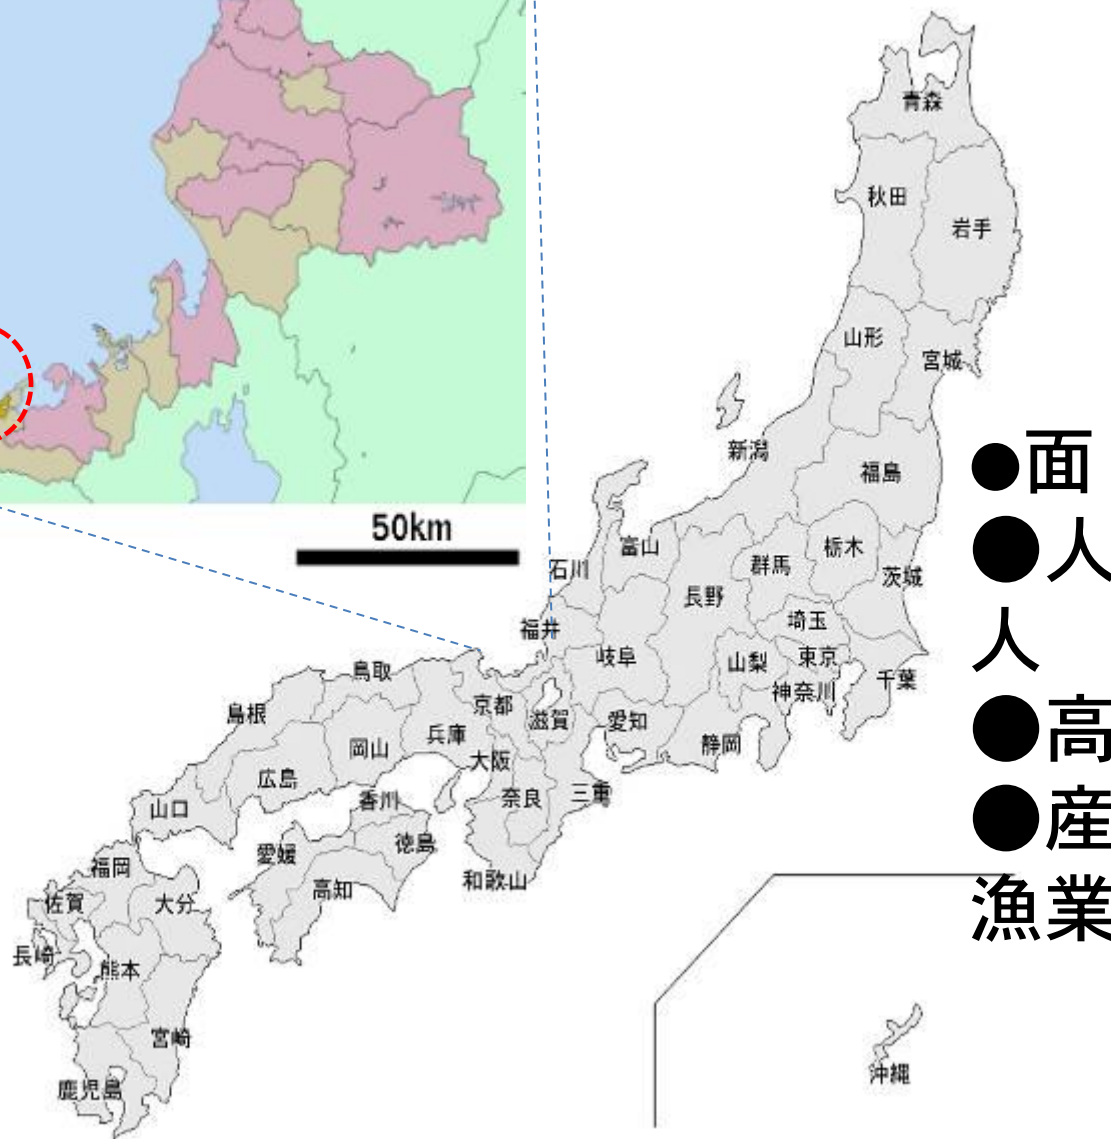 50km
青森
秋田
岩手
山形
宮城
新潟
福島
富山
石川
群馬
栃木
茨城
長野
福井
埼玉
岐阜
山梨
東京
千葉
神奈川
鳥取
京都
滋賀
愛知
島根
兵庫
静岡
岡山
大阪
広島
奈良
三重
香川
山口
徳島
愛媛
和歌山
高知
福岡
佐賀
大分
長崎
熊本
宮崎
鹿児島
沖縄
●面
●人
人
●高
●産
漁業